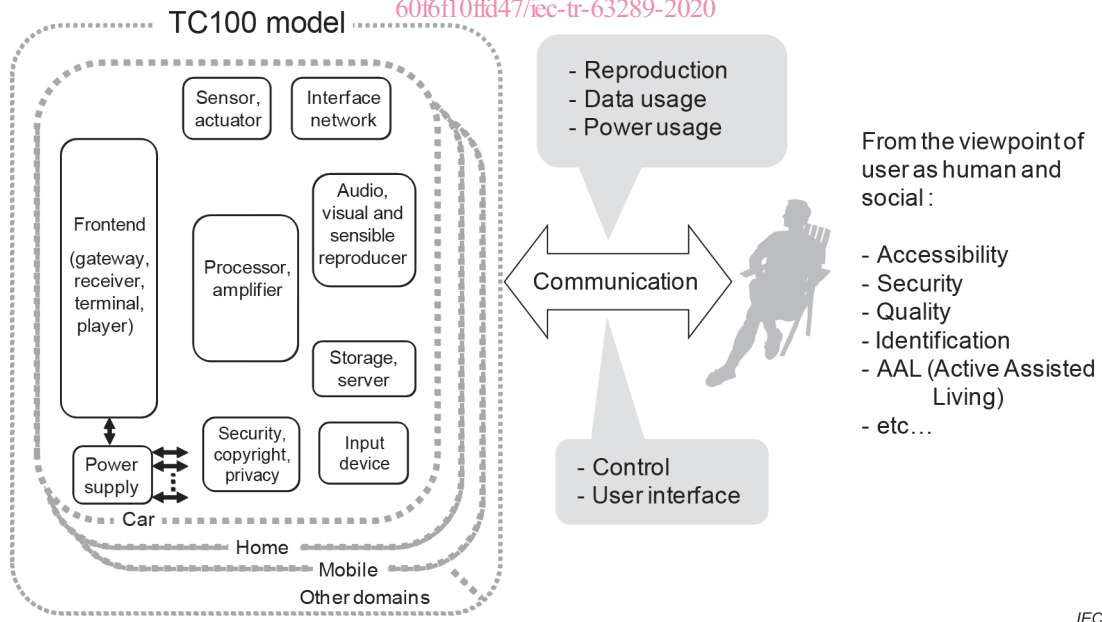 60f6f10ffd47/iec-tr-63289-2020
TC100 model
Sensor,
actuator
Interface
network
Frontend
(gateway,
receiver,
terminal,
player)
Processor,
amplifier
Audio,
visual and
sensible
reproducer
Storage,
server
Power
supply
Security,
copyright,
privacy
Input
device
Car
Home
Mobile
Other domains
- Reproduction
- Data usage
- Power usage
Communication
- Control
- User interface
From the viewpoint of
user as human and
social :
- Accessibility
- Security
- Quality
- Identification
- AAL (Active Assisted
Living)
- etc…
IEC